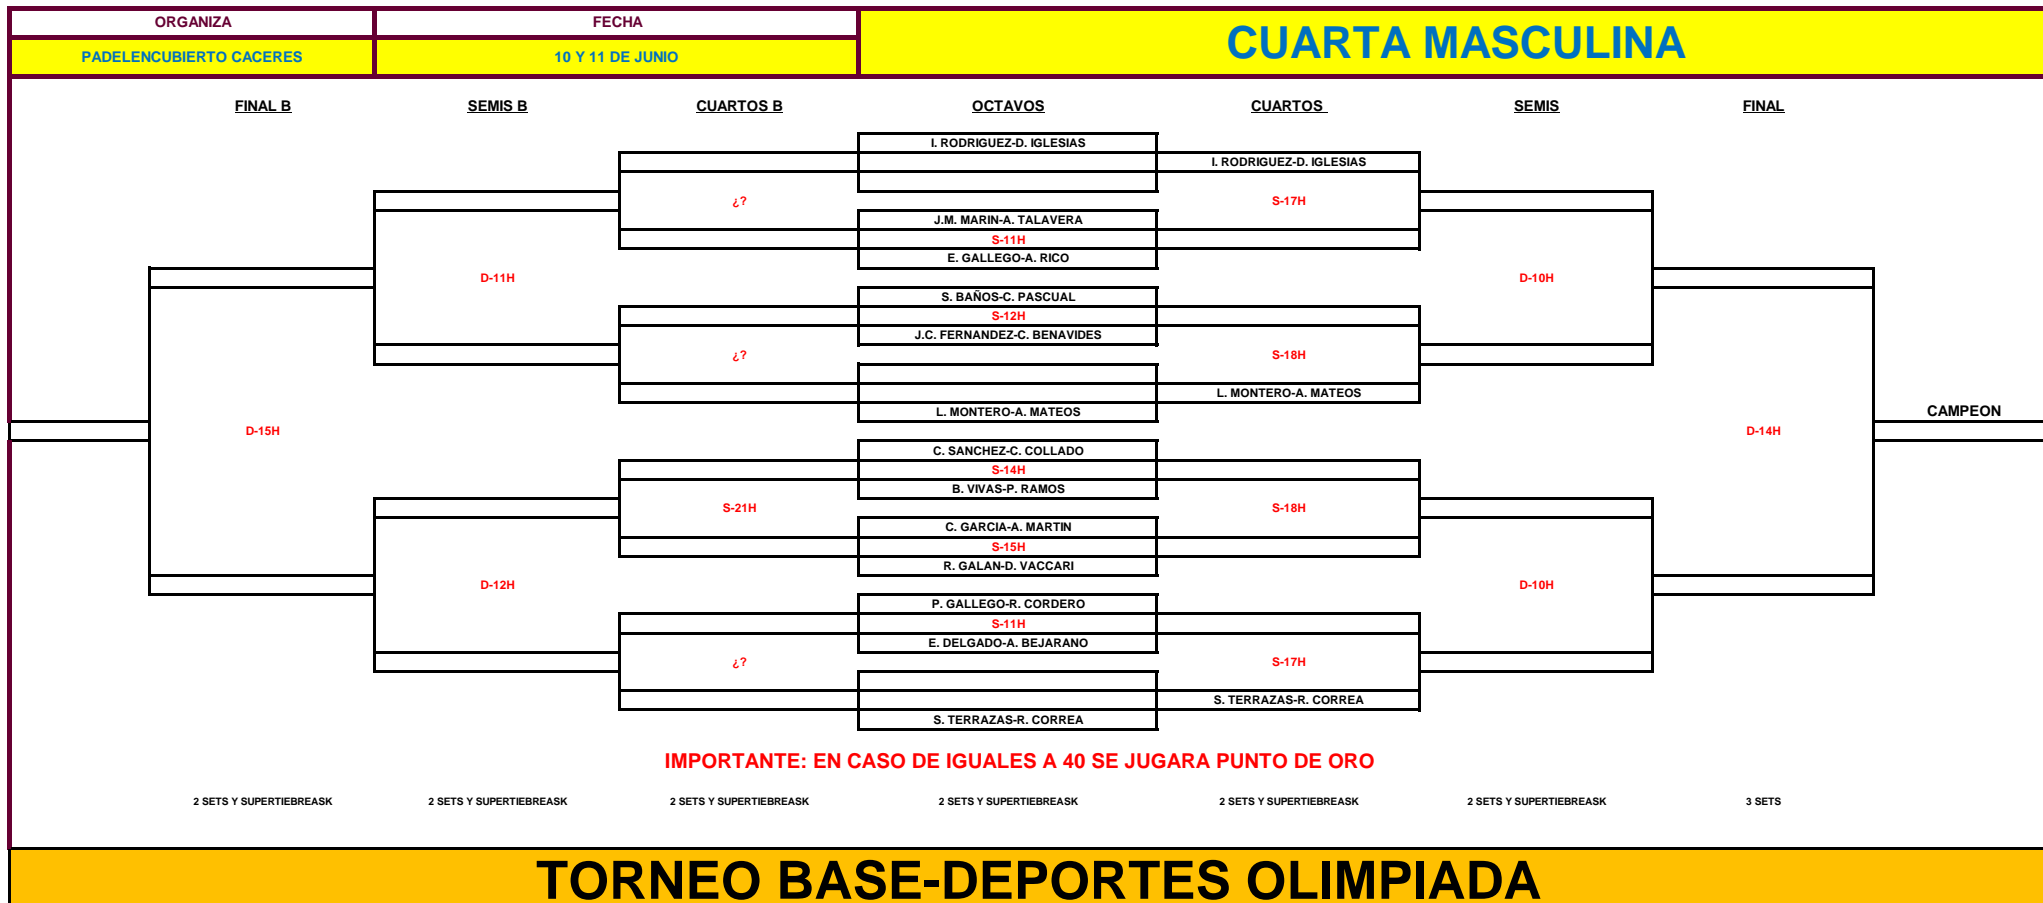 ORGANIZA FECHA CUARTA MASCULINA
PADELENCUBIERTO CACERES 10 Y 11 DE JUNIO
FINAL B SEMIS B CUARTOS B OCTAVOS CUARTOS SEMIS FINAL
I. RODRIGUEZ-D. IGLESIAS
I. RODRIGUEZ-D. IGLESIAS
¿? S-17H
J.M. MARIN-A. TALAVERA
S-11H
E. GALLEGO-A. RICO
D-11H D-10H
S. BAÑOS-C. PASCUAL
S-12H
J.C. FERNANDEZ-C. BENAVIDES
¿? S-18H
L. MONTERO-A. MATEOS
L. MONTERO-A. MATEOS CAMPEON
D-15H D-14H
C. SANCHEZ-C. COLLADO
S-14H
B. VIVAS-P. RAMOS
S-21H S-18H
C. GARCIA-A. MARTIN
S-15H
R. GALAN-D. VACCARI
D-12H D-10H
P. GALLEGO-R. CORDERO
S-11H
E. DELGADO-A. BEJARANO
¿? S-17H
S. TERRAZAS-R. CORREA
S. TERRAZAS-R. CORREA
IMPORTANTE: EN CASO DE IGUALES A 40 SE JUGARA PUNTO DE ORO
2 SETS Y SUPERTIEBREASK 2 SETS Y SUPERTIEBREASK 2 SETS Y SUPERTIEBREASK 2 SETS Y SUPERTIEBREASK 2 SETS Y SUPERTIEBREASK 2 SETS Y SUPERTIEBREASK 3 SETS
TORNEO BASE-DEPORTES OLIMPIADA